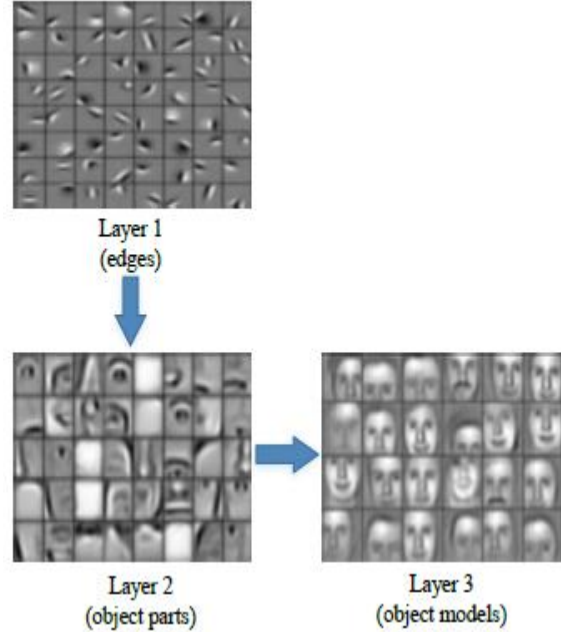 Layer 1
(edges)
Layer 2
(object parts)
Layer 3
(object models)